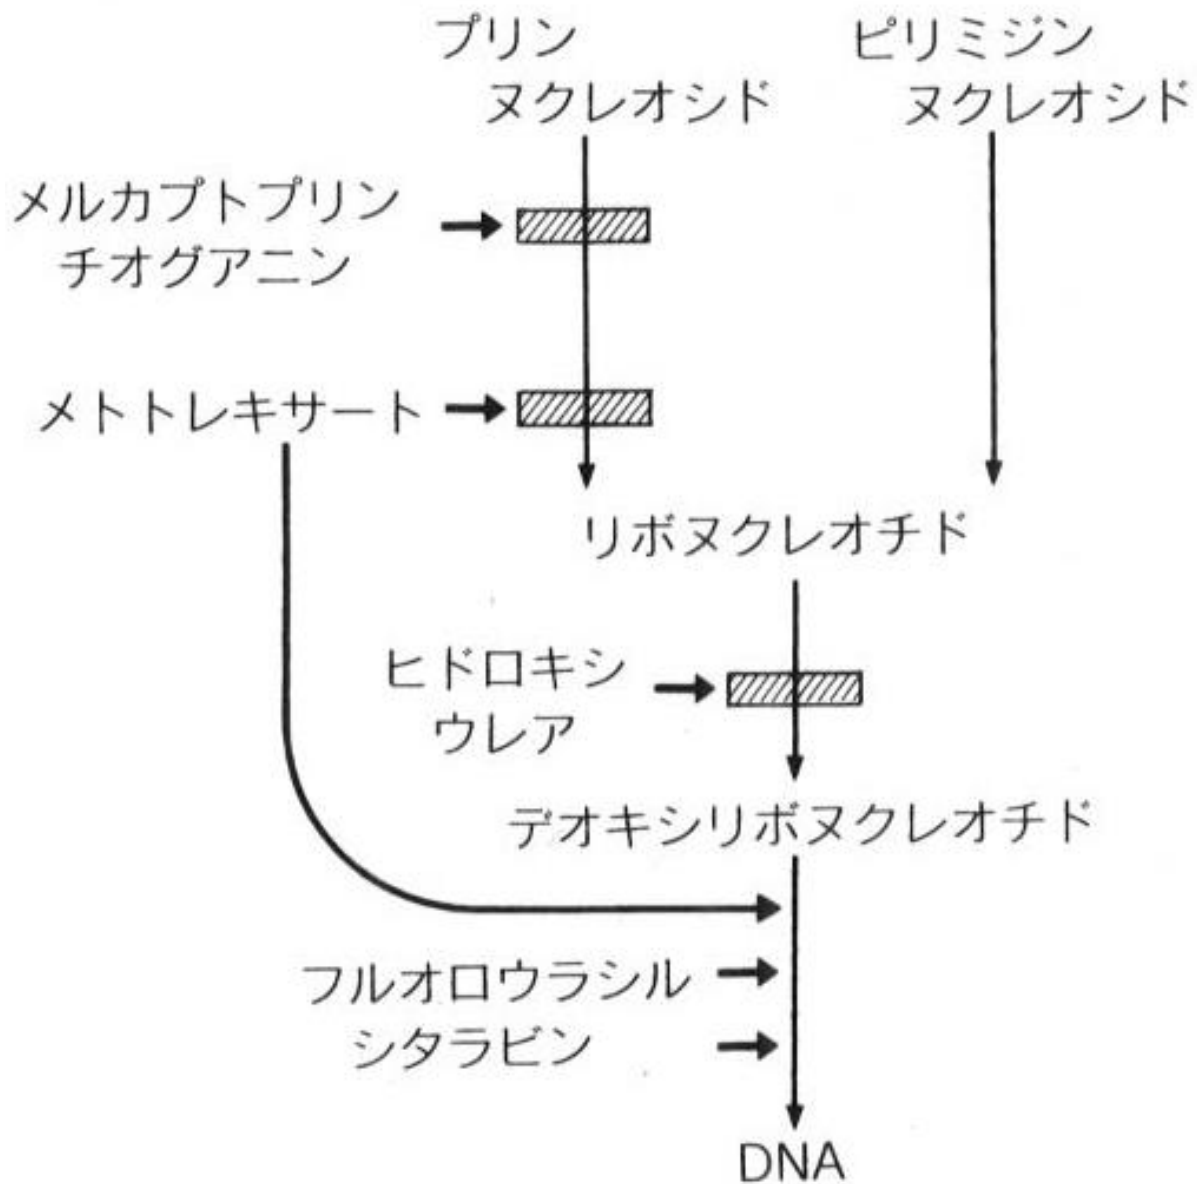 プリン
ヌクレオシド
ピリミジン
ヌクレオシド
メルカプトプリン
チオグアニン
メトトレキサート
リボヌクレオチド
ヒドロキシ
ウレア
デオキシリボヌクレオチド
フルオロウラシル
シタラビン
DNA